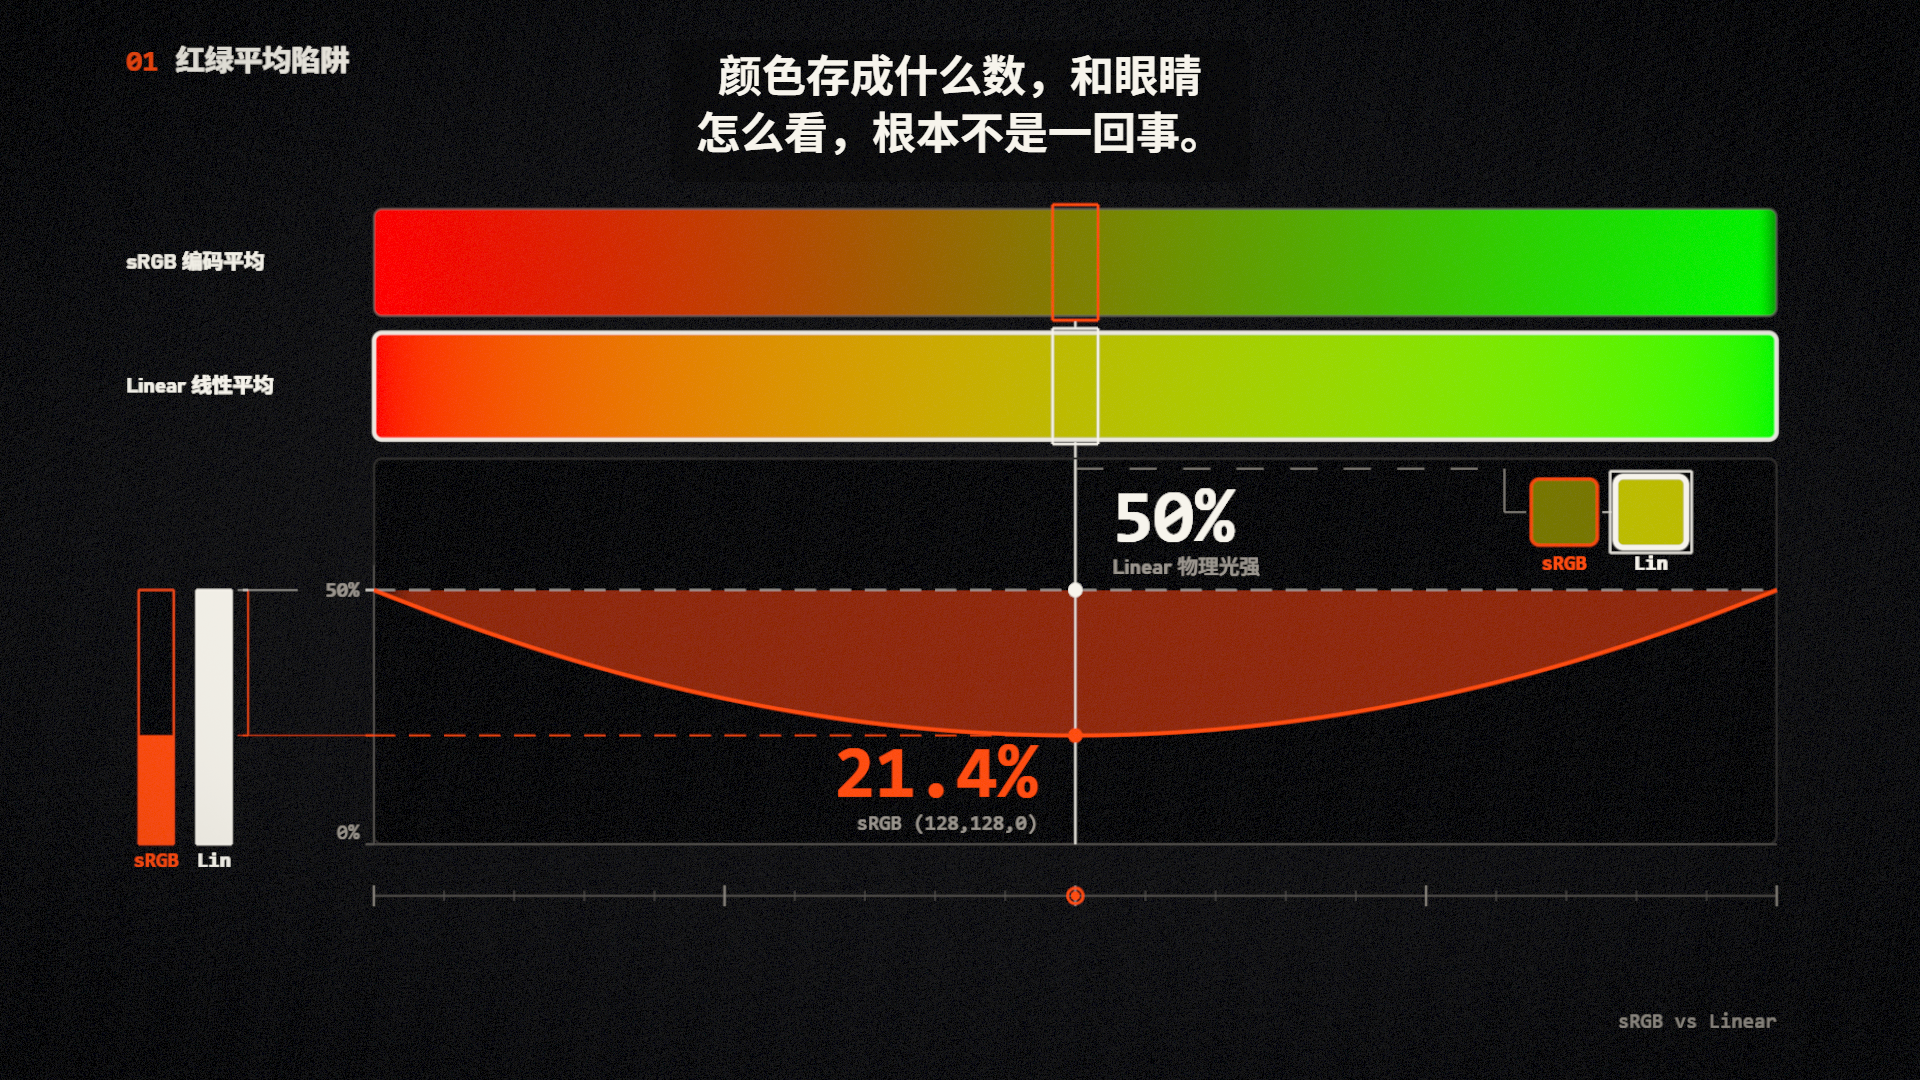 01 红绿平均陷阱
颜色存成什么数，和眼睛
怎么看，根本不是一回事。
sRGB 编码平均
Linear 线性平均
50%
Linear 物理光强
sRGB
Lin
50%
21.4%
sRGB (128,128,0)
0%
sRGB
Lin
sRGB vs Linear